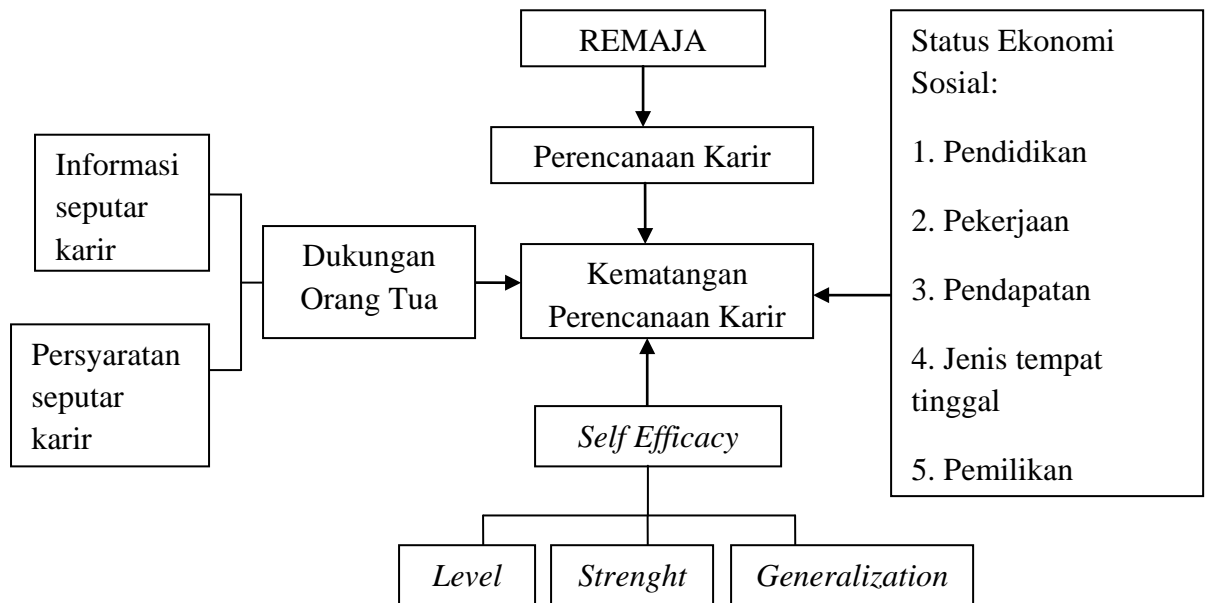 REMAJA
Perencanaan Karir
Informasi
seputar
karir
Persyaratan
seputar
karir
Dukungan
Orang Tua
Kematangan
Perencanaan Karir
Self Efficacy
Level
Strenght
Generalization
Status Ekonomi
Sosial:
1. Pendidikan
2. Pekerjaan
3. Pendapatan
4. Jenis tempat
tinggal
5. Pemilikan